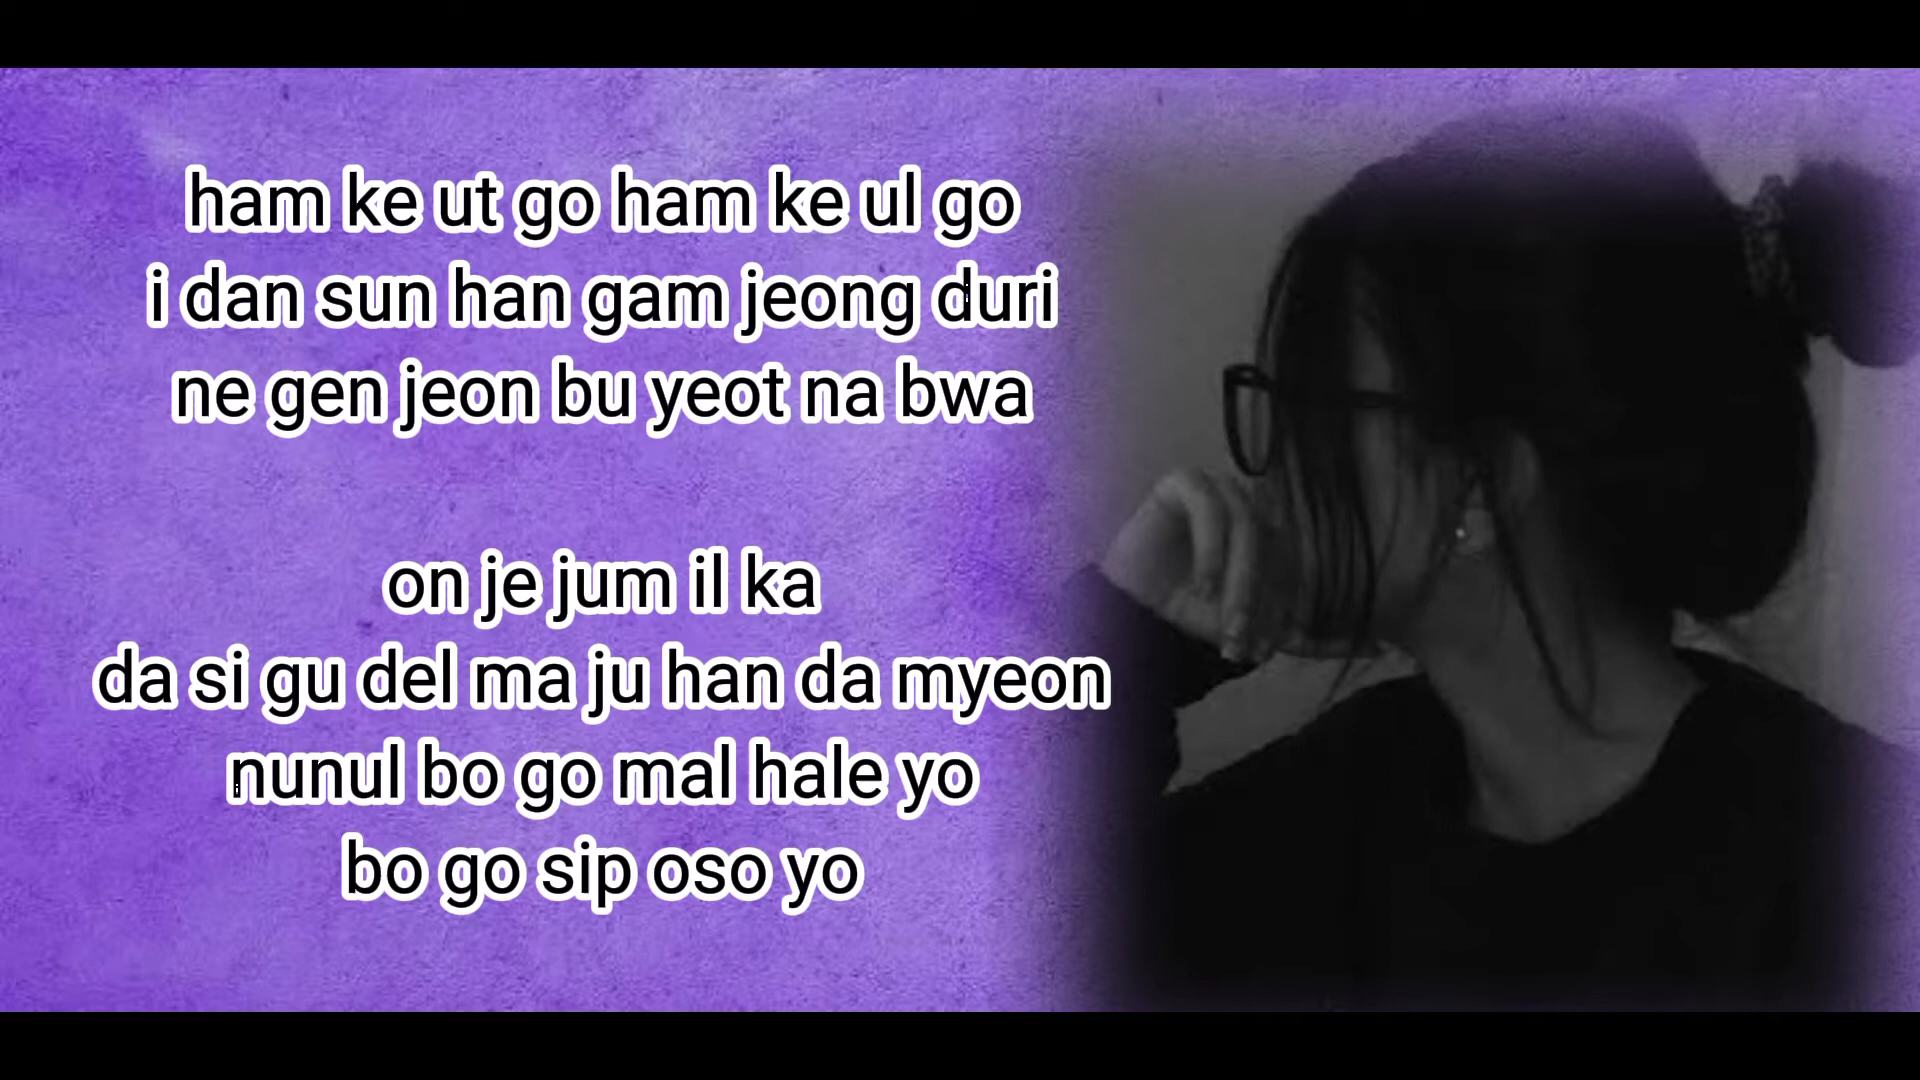 ham ke ut go ham ke ul go
i dan sun han gam jeong duri
ne gen jeon bu yeot na bwa
on je jum il ka
da si gu del ma ju han da myeon
nunul bo go mal hale yo
bo go sip oso yo